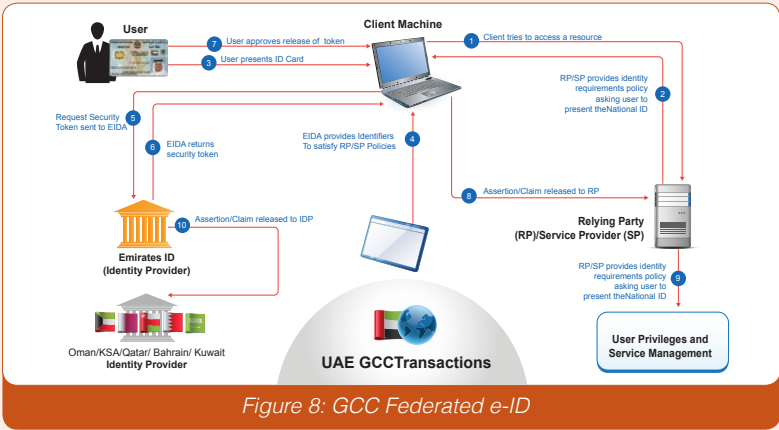 User
Client Machine
7 User approves release of token
1 Client tries to access a resource
3 User presents ID Card
RP/SP provides identity
requirements policy
asking user to
present theNational ID
2
Request Security
Token sent to EIDA
5
6 EIDA returns
security token
EIDA provides Identifiers
To satisfy RP/SP Policies
4
8 Assertion/Claim released to RP
10 Assertion/Claim released to IDP
Relying Party
(RP)/Service Provider (SP)
Emirates ID
(Identity Provider)
RP/SP provides identity
requirements policy
asking user to
present theNational ID
9
Oman/KSA/Qatar/ Bahrain/ Kuwait
Identity Provider
UAE GCCTransactions
User Privileges and
Service Management
Figure 8: GCC Federated e-ID